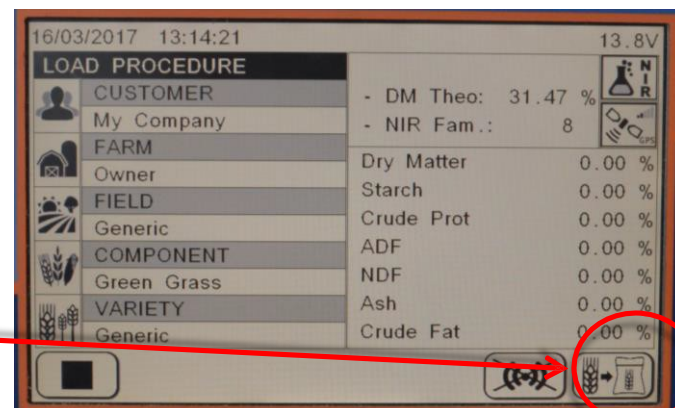 16/03/2017 13:14:21 13.8V
LOAD PROCEDURE
CUSTOMER
My Company
FARM
Owner
FIELD
Generic
COMPONENT
Green Grass
VARIETY
Generic
- DM Theo: 31.47 %
- NIR Fam.: 8
NIR
GPS
Dry Matter 0.00 %
Starch 0.00 %
Crude Prot 0.00 %
ADF 0.00 %
NDF 0.00 %
Ash 0.00 %
Crude Fat 0.00 %